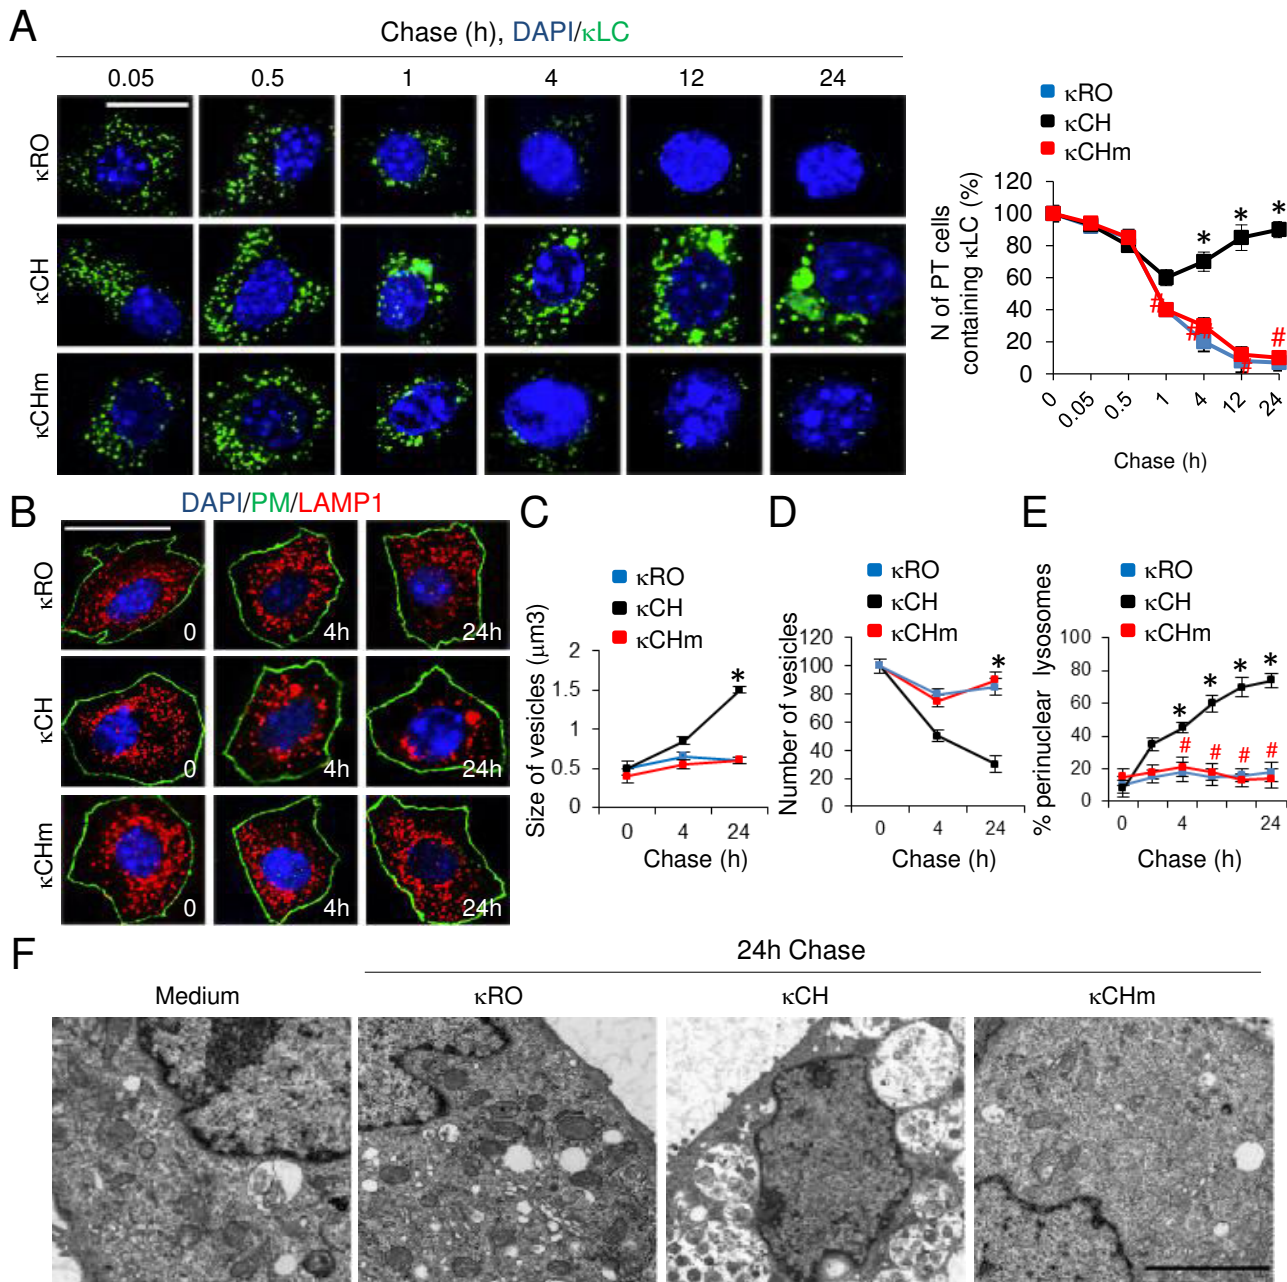 A
Chase (h), DAPI/κLC
0.05 0.5 1 4 12 24
κRO
κCH
κCHm
κRO
κCH
κCHm
N of PT cells
containing κLC (%)
120
100
80
60
40
20
0
* * *
# # # # #
0 0.05 0.5 1 4 12 24
Chase (h)
B
DAPI/PM/LAMP1
κRO
0 4h 24h
κCH
0 4h 24h
κCHm
0 4h 24h
C
κRO
κCH
κCHm
Size of vesicles (μm3)
2
1.5
1
0.5
0
*
0 4 24
Chase (h)
D
κRO
κCH
κCHm
Number of vesicles
120
100
80
60
40
20
0
*
0 4 24
Chase (h)
E
κRO
κCH
κCHm
% perinuclear lysosomes
100
80
60
40
20
0
* * * *
# # # #
0 4 24
Chase (h)
F
24h Chase
Medium κRO κCH κCHm